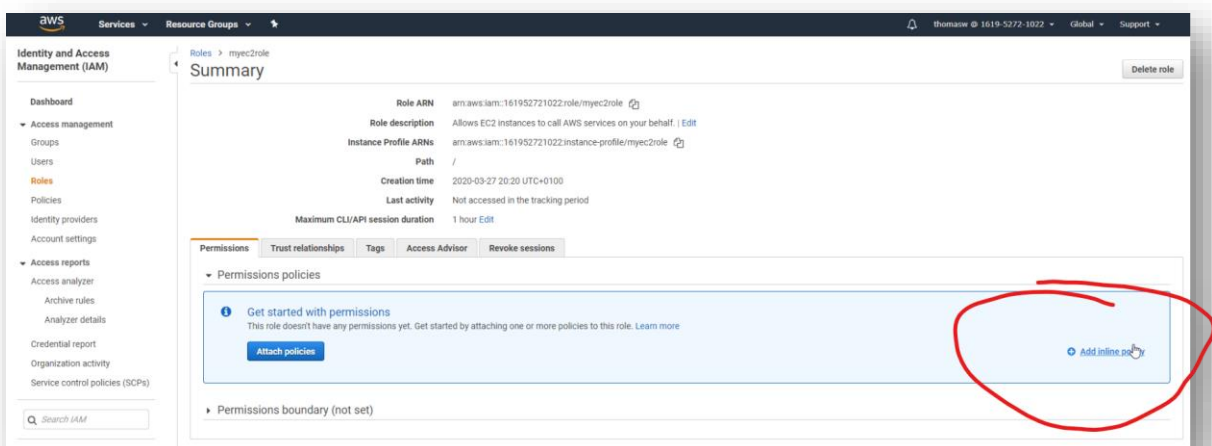 aws Services Resource Groups thomasw @ 1619-5272-1022 Global Support
Identity and Access
Management (IAM)
Dashboard
Access management
Groups
Users
Roles
Policies
Identity providers
Account settings
Access reports
Access analyzer
Archive rules
Analyzer details
Credential report
Organization activity
Service control policies (SCPs)
Search IAM
Roles > myec2role
Summary
Delete role
Role ARN arn:aws:iam::161952721022:role/myec2role
Role description Allows EC2 instances to call AWS services on your behalf. | Edit
Instance Profile ARNs arn:aws:iam::161952721022:instance-profile/myec2role
Path /
Creation time 2020-03-27 20:20 UTC+0100
Last activity Not accessed in the tracking period
Maximum CLI/API session duration 1 hour Edit
Permissions Trust relationships Tags Access Advisor Revoke sessions
Permissions policies
Get started with permissions
This role doesn't have any permissions yet. Get started by attaching one or more policies to this role. Learn more
Attach policies
Add inline policy
Permissions boundary (not set)